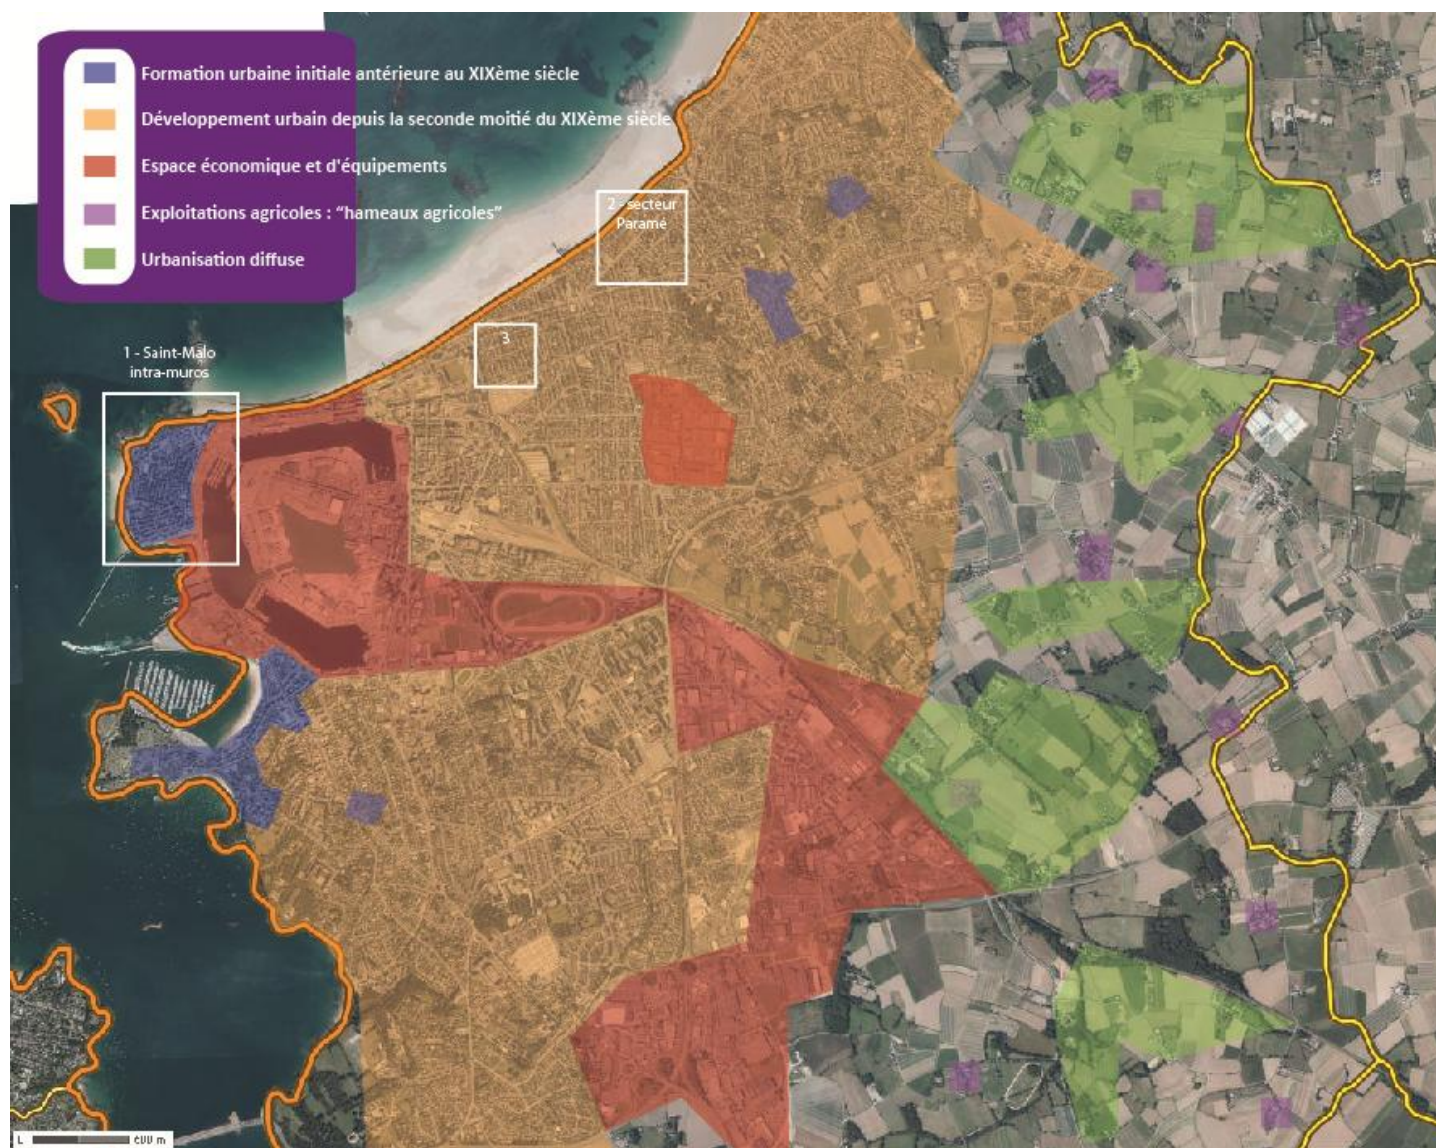 Formation urbaine initiale antérieure au XIXème siècle
Développement urbain depuis la seconde moitié du XIXème siècle
Espace économique et d'équipements
Exploitations agricoles : "hameaux agricoles"
Urbanisation diffuse
2 - secteur
Paramé
3
1 - Saint-Malo
intra-muros
600 m